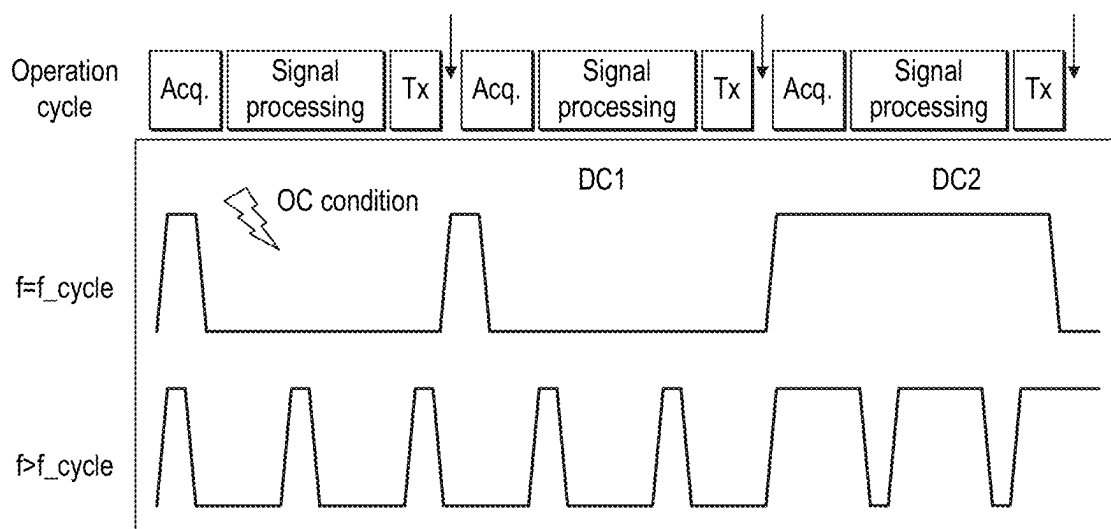 Operation
cycle
Acq.
Signal
processing
Tx
Acq.
Signal
processing
Tx
Acq.
Signal
processing
Tx
OC condition
DC1
DC2
f=f_cycle
f>f_cycle